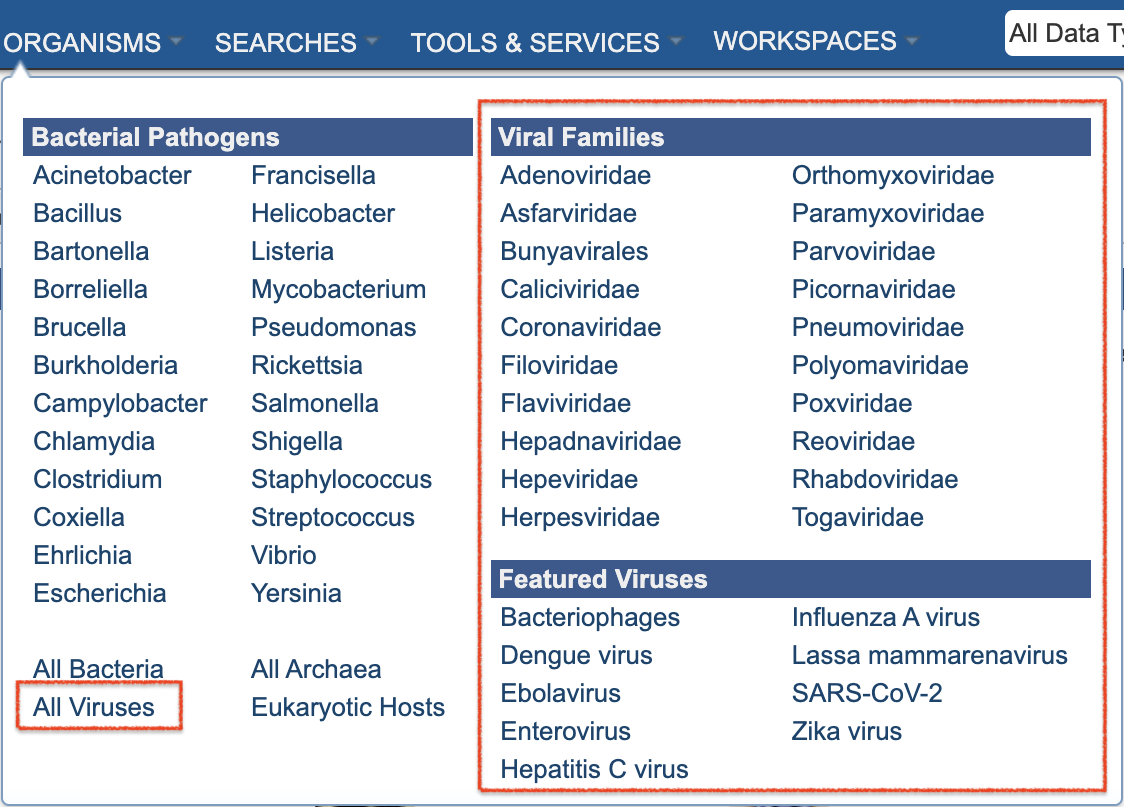 ORGANISMS SEARCHES TOOLS & SERVICES WORKSPACES All Data Ty
Bacterial Pathogens
Acinetobacter Francisella
Bacillus Helicobacter
Bartonella Listeria
Borreliella Mycobacterium
Brucella Pseudomonas
Burkholderia Rickettsia
Campylobacter Salmonella
Chlamydia Shigella
Clostridium Staphylococcus
Coxiella Streptococcus
Ehrlichia Vibrio
Escherichia Yersinia
All Bacteria All Archaea
All Viruses Eukaryotic Hosts
Viral Families
Adenoviridae Orthomyxoviridae
Asfarviridae Paramyxoviridae
Bunyavirales Parvoviridae
Caliciviridae Picornaviridae
Coronaviridae Pneumoviridae
Filoviridae Polyomaviridae
Flaviviridae Poxviridae
Hepadnaviridae Reoviridae
Hepeviridae Rhabdoviridae
Herpesviridae Togaviridae
Featured Viruses
Bacteriophages Influenza A virus
Dengue virus Lassa mammarenavirus
Ebolavirus SARS-CoV-2
Enterovirus Zika virus
Hepatitis C virus